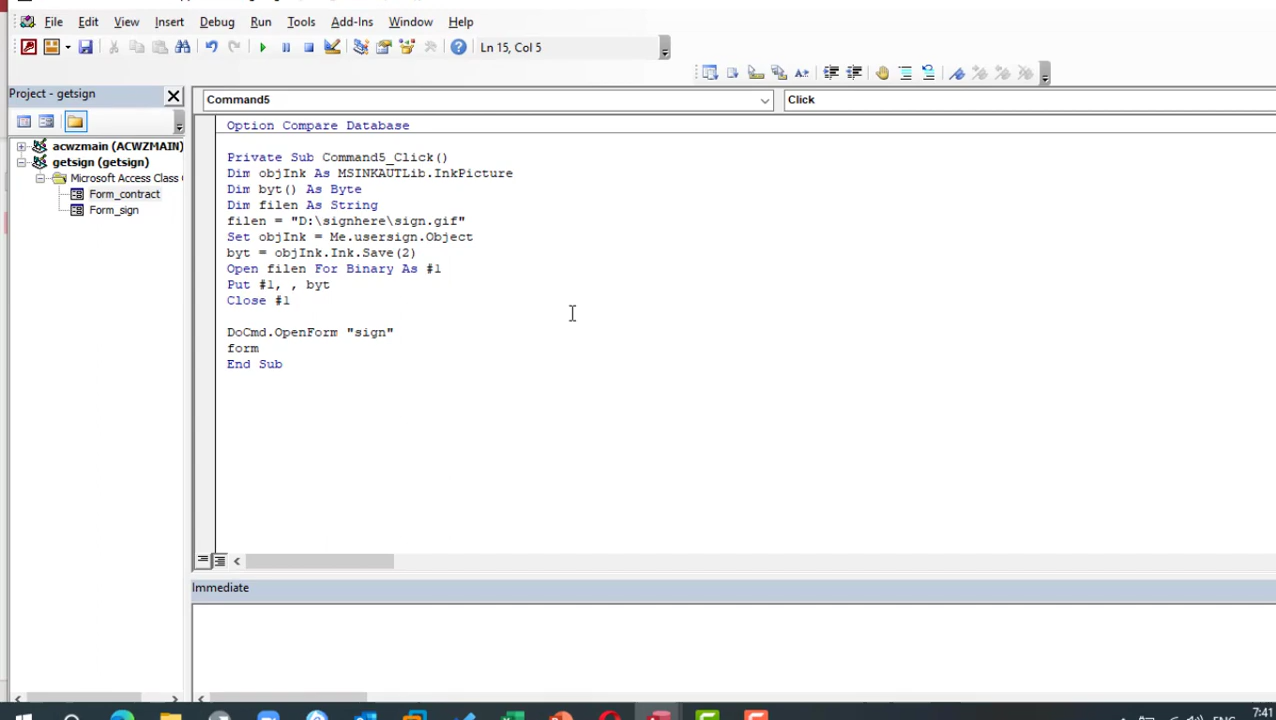 File Edit View Insert Debug Run Tools Add-Ins Window Help
Ln 15, Col 5
Project - getsign
Command5 Click
acwzmain (ACWZMAIN)
getsign (getsign)
Microsoft Access Class
Form_contract
Form_sign
Option Compare Database
Private Sub Command5_Click()
Dim objInk As MSINKAUTLib.InkPicture
Dim byt() As Byte
Dim filen As String
filen = "D:\signhere\sign.gif"
Set objInk = Me.usersign.Object
byt = objInk.Ink.Save(2)
Open filen For Binary As #1
Put #1, , byt
Close #1
DoCmd.OpenForm "sign"
form
End Sub
Immediate
7:41